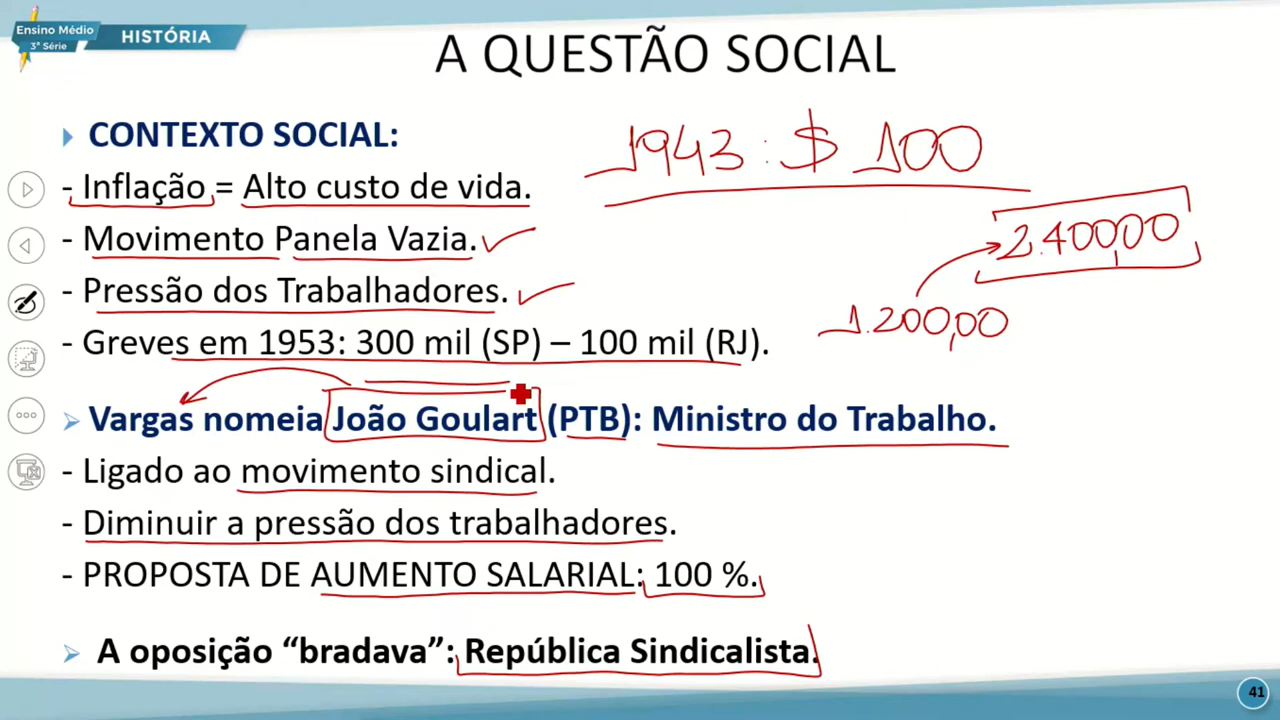 Ensino Médio
3ª Série
HISTÓRIA
A QUESTÃO SOCIAL
CONTEXTO SOCIAL:
- Inflação = Alto custo de vida.
- Movimento Panela Vazia.
- Pressão dos Trabalhadores.
- Greves em 1953: 300 mil (SP) – 100 mil (RJ).
1943: $ 100
2.400,00
1.200,00
Vargas nomeia João Goulart (PTB): Ministro do Trabalho.
- Ligado ao movimento sindical.
- Diminuir a pressão dos trabalhadores.
- PROPOSTA DE AUMENTO SALARIAL: 100 %.
A oposição “bradava”: República Sindicalista.
41